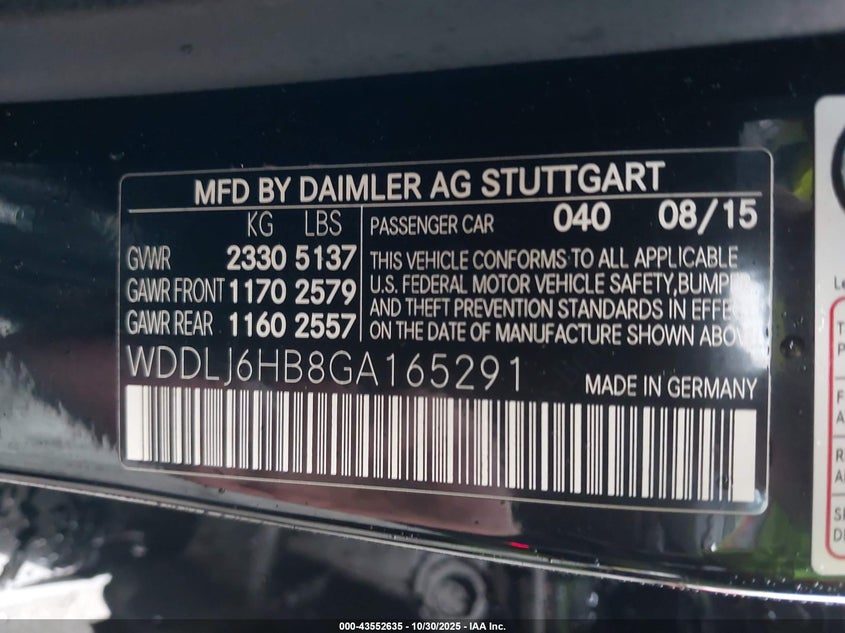 MFD BY DAIMLER AG STUTTGART
KG LBS
GVWR 2330 5137
GAWR FRONT 1170 2579
GAWR REAR 1160 2557
PASSENGER CAR 040 08/15
THIS VEHICLE CONFORMS TO ALL APPLICABLE
U.S. FEDERAL MOTOR VEHICLE SAFETY, BUMPER
AND THEFT PREVENTION STANDARDS IN EFFECT
ON THE DATE OF MANUFACTURE SHOWN ABOVE
WDDLJ6HB8GA165291
MADE IN GERMANY
000-43552635 - 10/30/2025 - IAA Inc.